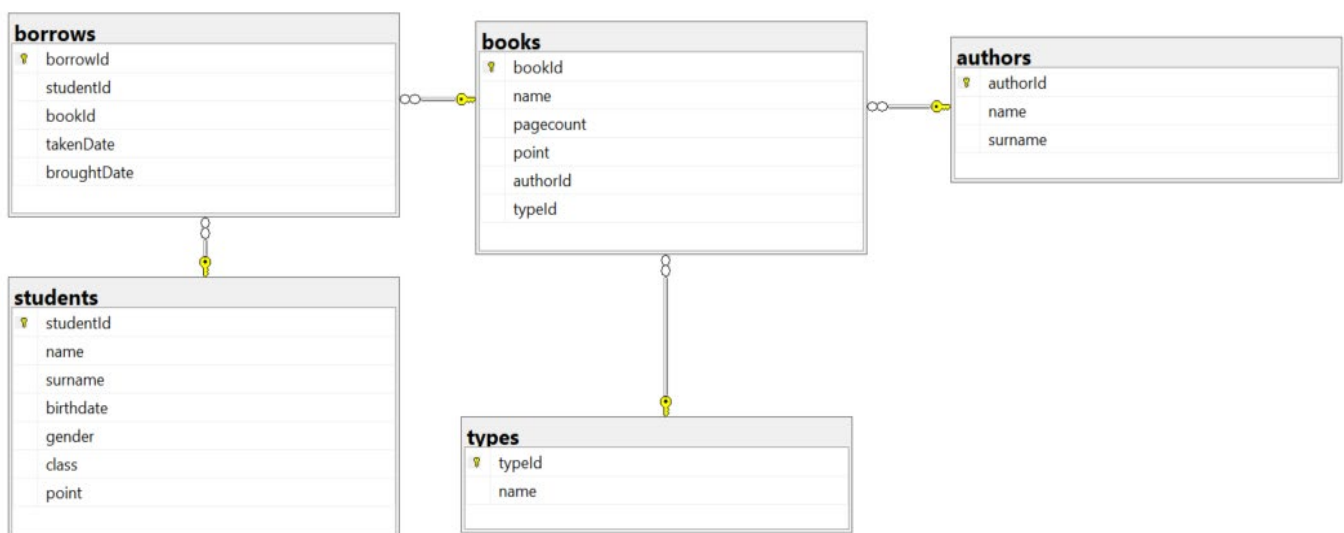 borrows
borrowId
studentId
bookId
takenDate
broughtDate
books
bookId
name
pagecount
point
authorId
typeId
authors
authorId
name
surname
students
studentId
name
surname
birthdate
gender
class
point
types
typeId
name